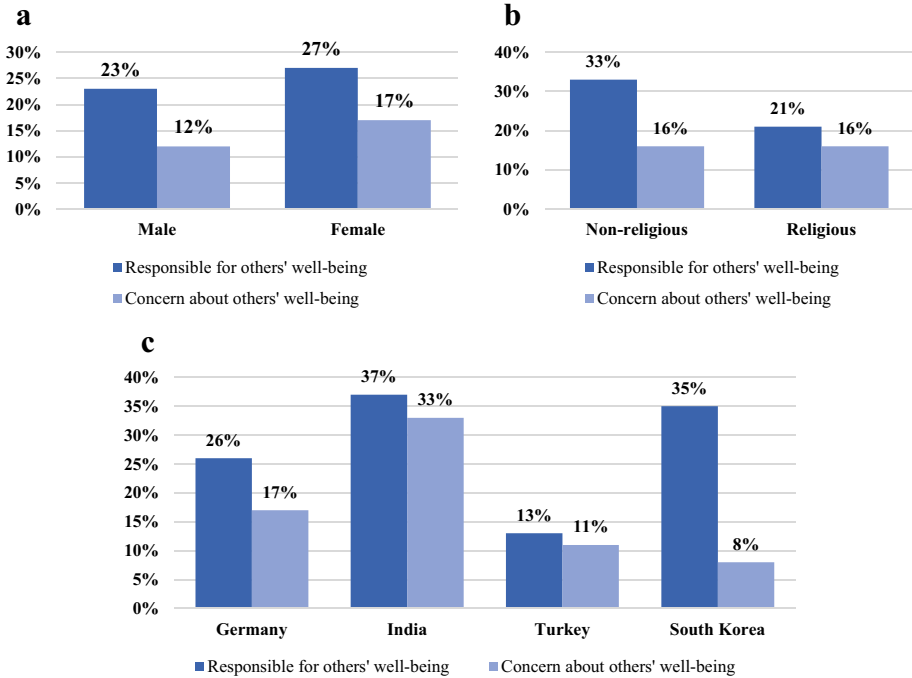 a
30%
25%
20%
15%
10%
5%
0%
23%
12%
27%
17%
Male
Female
Responsible for others' well-being
Concern about others' well-being
b
40%
30%
20%
10%
0%
33%
16%
21%
16%
Non-religious
Religious
Responsible for others' well-being
Concern about others' well-being
c
40%
35%
30%
25%
20%
15%
10%
5%
0%
26%
17%
37%
33%
13%
11%
35%
8%
Germany
India
Turkey
South Korea
Responsible for others' well-being
Concern about others' well-being